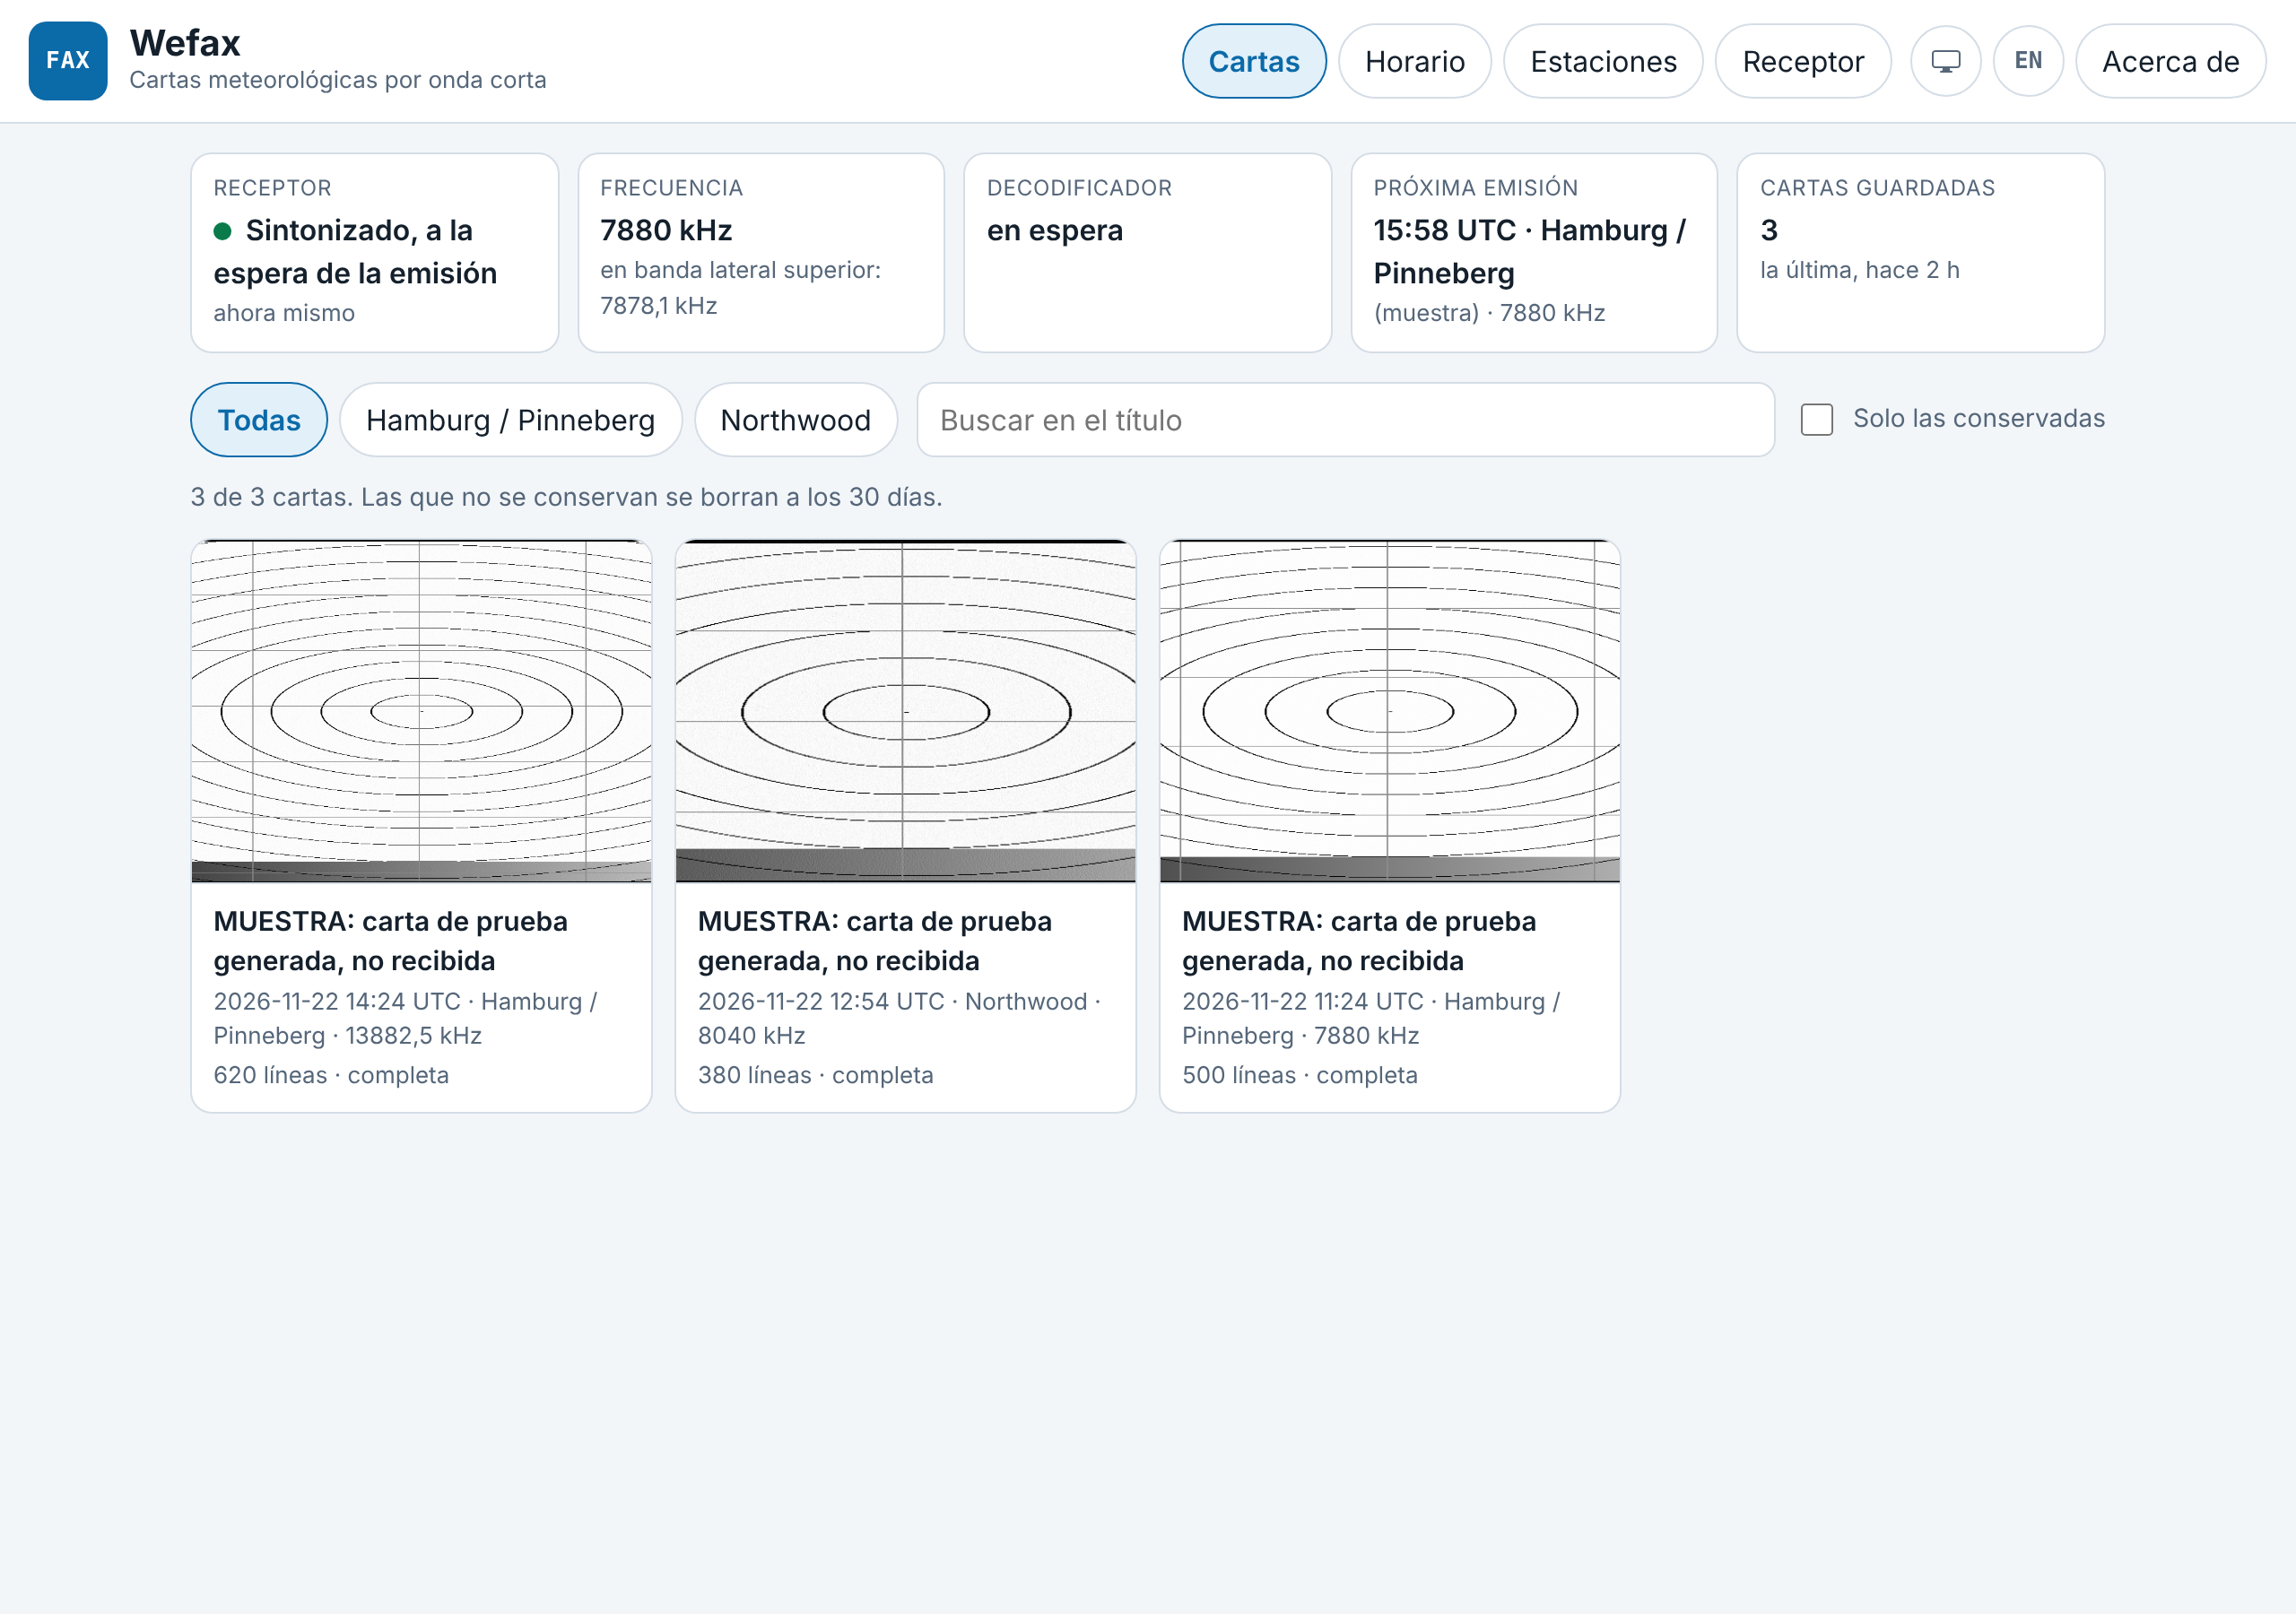 FAX
Wefax
Cartas meteorológicas por onda corta
Cartas
Horario
Estaciones
Receptor
EN
Acerca de
RECEPTOR
Sintonizado, a la
espera de la emisión
ahora mismo
FRECUENCIA
7880 kHz
en banda lateral superior:
7878,1 kHz
DECODIFICADOR
en espera
PRÓXIMA EMISIÓN
15:58 UTC · Hamburg /
Pinneberg
(muestra) · 7880 kHz
CARTAS GUARDADAS
3
la última, hace 2 h
Todas
Hamburg / Pinneberg
Northwood
Buscar en el título
Solo las conservadas
3 de 3 cartas. Las que no se conservan se borran a los 30 días.
MUESTRA: carta de prueba
generada, no recibida
2026-11-22 14:24 UTC · Hamburg /
Pinneberg · 13882,5 kHz
620 líneas · completa
MUESTRA: carta de prueba
generada, no recibida
2026-11-22 12:54 UTC · Northwood ·
8040 kHz
380 líneas · completa
MUESTRA: carta de prueba
generada, no recibida
2026-11-22 11:24 UTC · Hamburg /
Pinneberg · 7880 kHz
500 líneas · completa